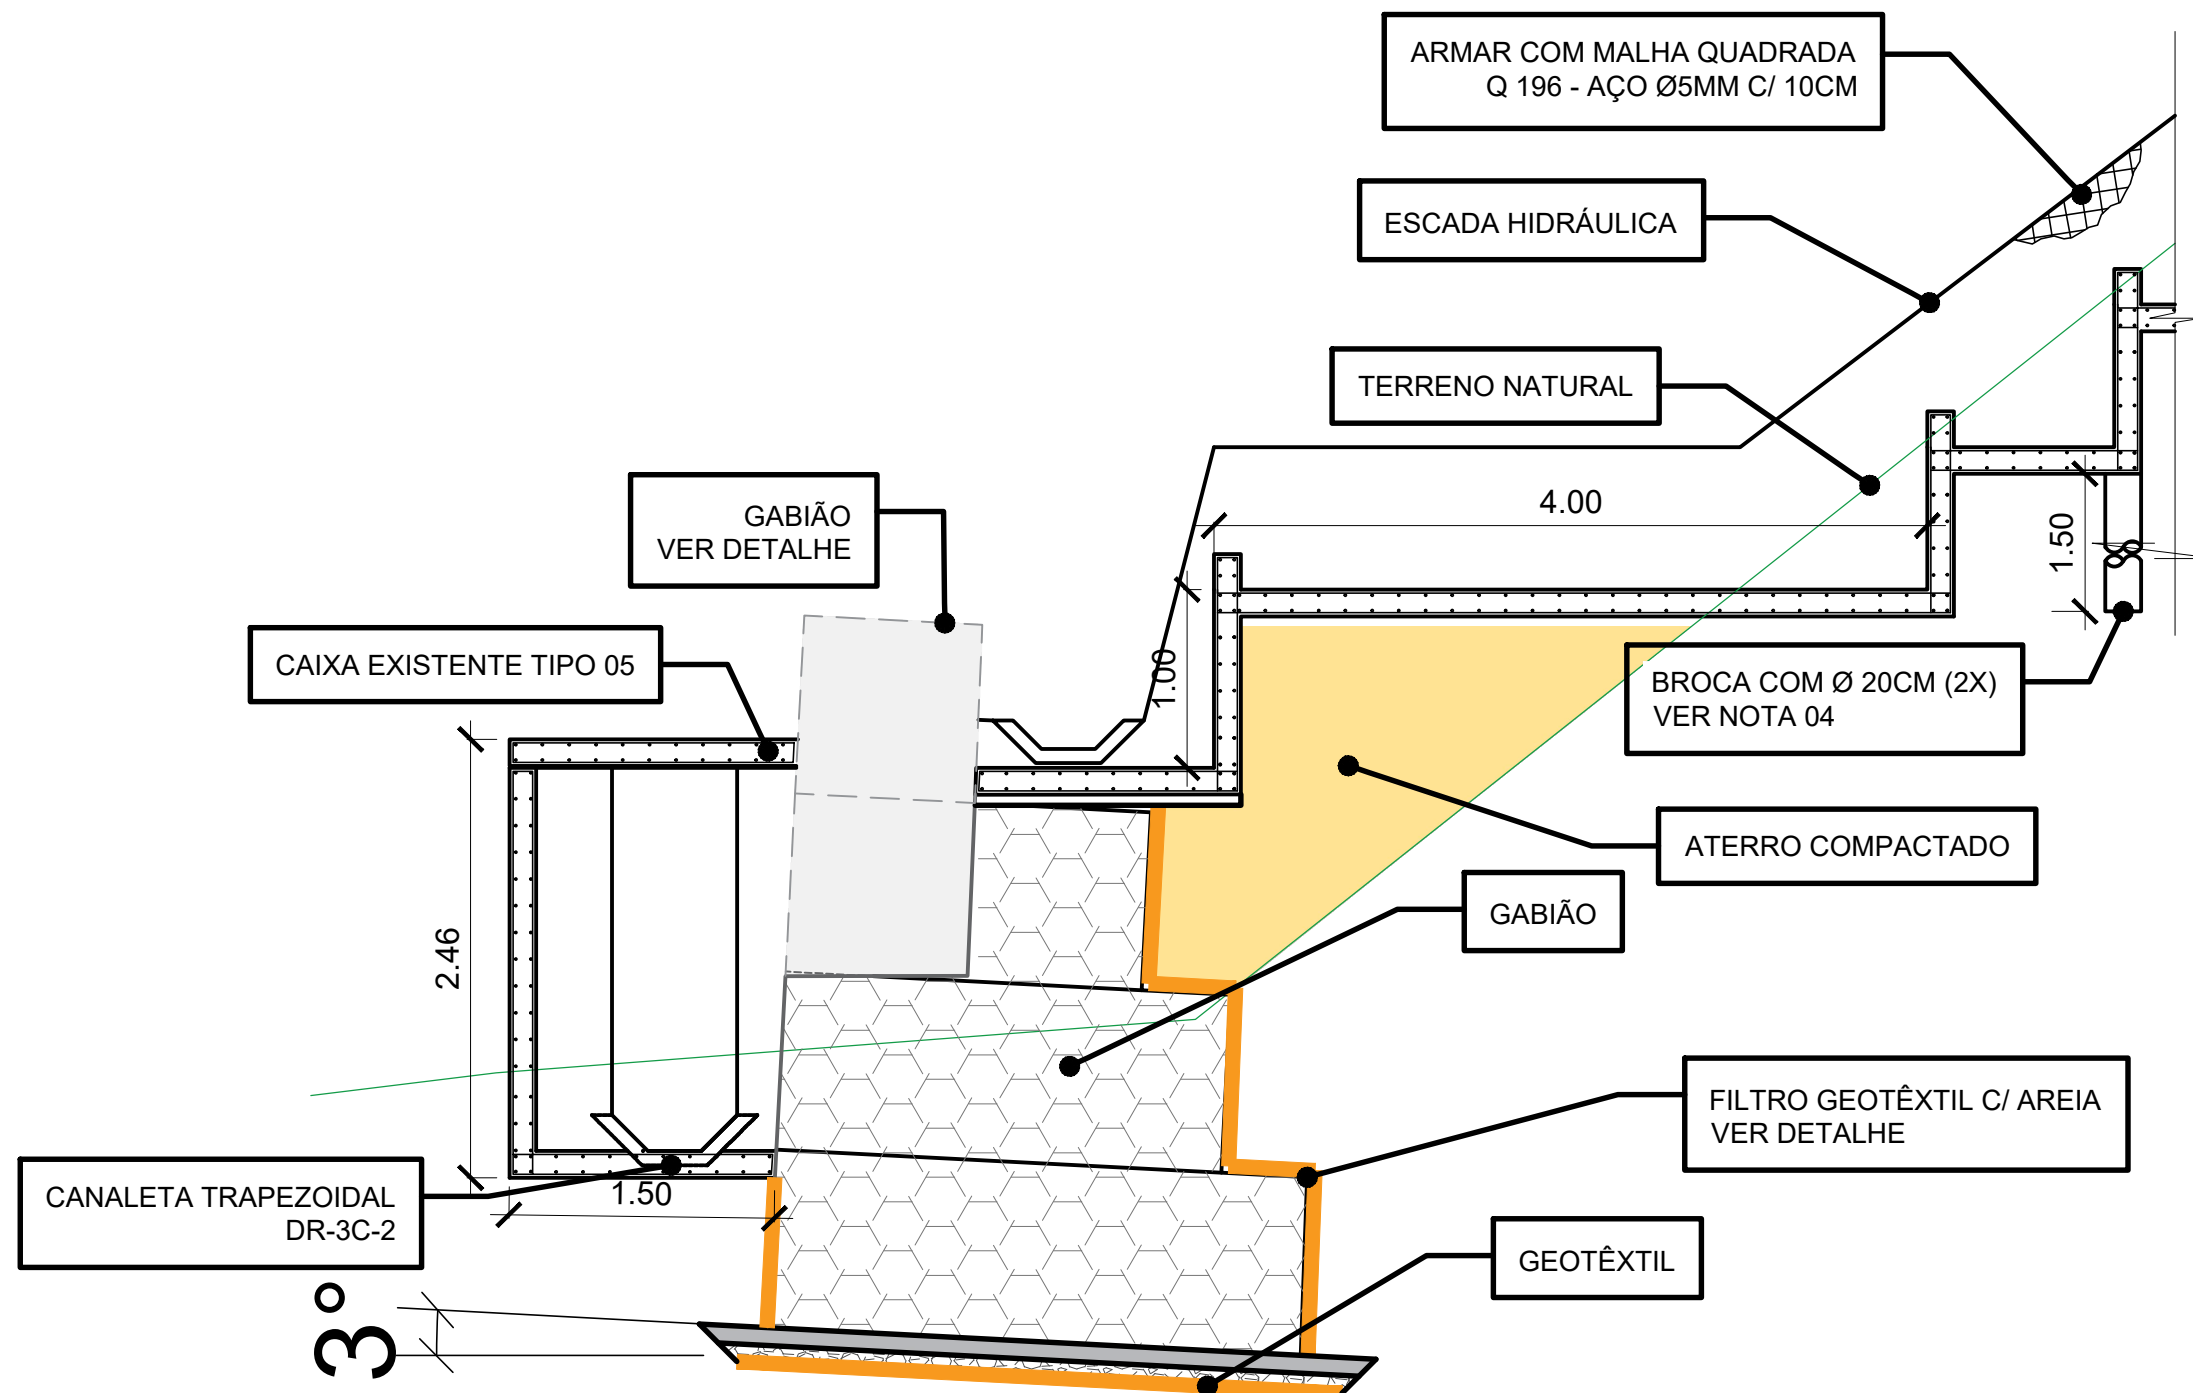 ARMAR COM MALHA QUADRADA
Q 196 - AÇO Ø5MM C/ 10CM
ESCADA HIDRÁULICA
TERRENO NATURAL
GABIÃO
VER DETALHE
4.00
1.50
CAIXA EXISTENTE TIPO 05
1.00
BROCA COM Ø 20CM (2X)
VER NOTA 04
ATERRO COMPACTADO
GABIÃO
2.46
FILTRO GEOTÊXTIL C/ AREIA
VER DETALHE
CANALETA TRAPEZOIDAL
DR-3C-2
1.50
GEOTÊXTIL
3°